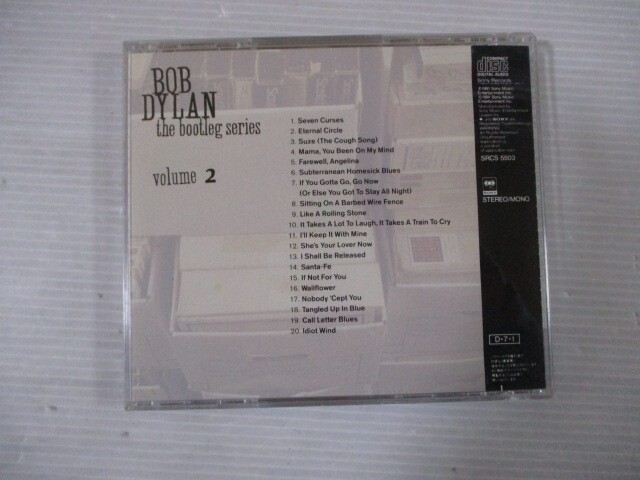 BOB
DYLAN
the bootleg series
volume 2
1. Seven Curses
2. Eternal Circle
3. Suze (The Cough Song)
4. Mama, You Been On My Mind
5. Farewell, Angelina
6. Subterranean Homesick Blues
7. If You Gotta Go, Go Now
(Or Else You Got To Stay All Night)
8. Sitting On A Barbed Wire Fence
9. Like A Rolling Stone
10. It Takes A Lot To Laugh, It Takes A Train To Cry
11. I'll Keep It With Mine
12. She's Your Lover Now
13. I Shall Be Released
14. Santa-Fe
15. If Not For You
16. Wallflower
17. Nobody 'Cept You
18. Tangled Up In Blue
19. Call Letter Blues
20. Idiot Wind
COMPACT
disc
DIGITAL AUDIO
Sony Records
SRCS 5503
SONY
STEREO/MONO
D·7·1